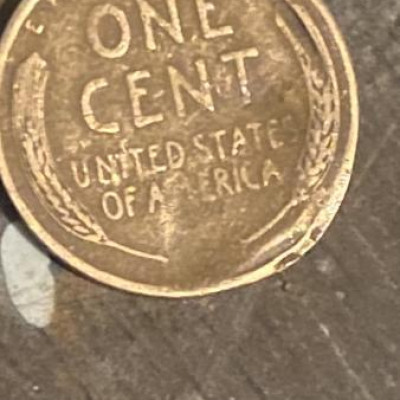 E
ONE
CENT
UNITED STATES
OF AMERICA